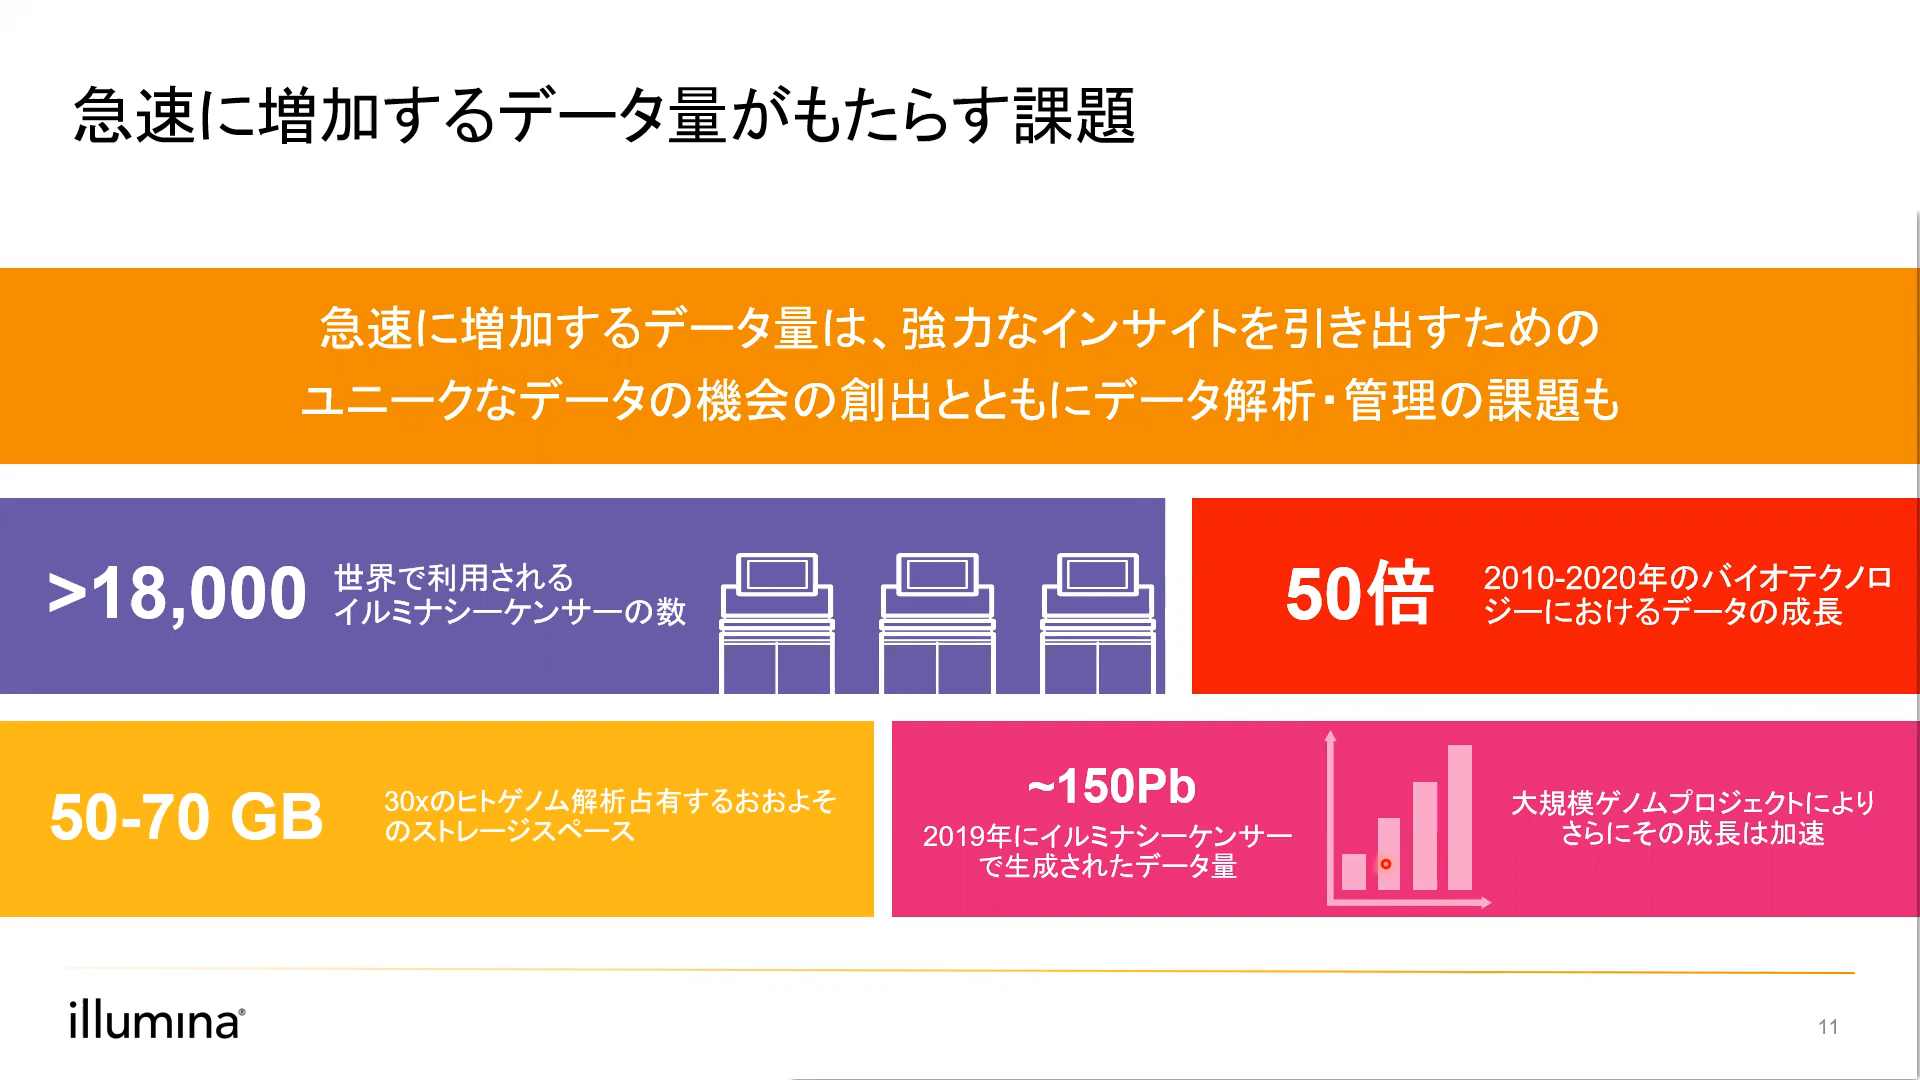 急速に増加するデータ量がもたらす課題
急速に増加するデータ量は、強力なインサイトを引き出すための
ユニークなデータの機会の創出とともにデータ解析・管理の課題も
>18,000
世界で利用される
イルミナシーケンサーの数
50倍
2010-2020年のバイオテクノロ
ジーにおけるデータの成長
50-70 GB
30xのヒトゲノム解析占有するおおよそ
のストレージスペース
~150Pb
2019年にイルミナシーケンサー
で生成されたデータ量
大規模ゲノムプロジェクトにより
さらにその成長は加速
illumina®
11